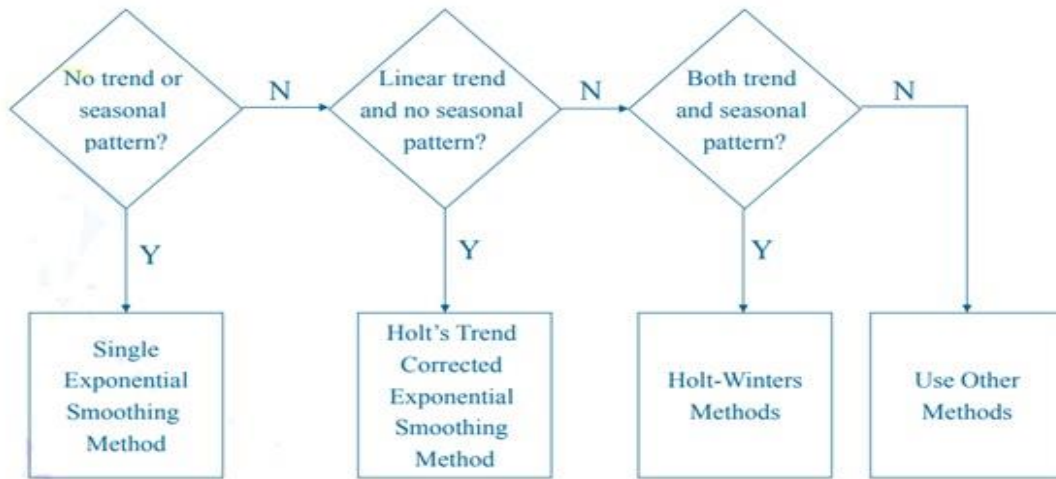 No trend or
seasonal
pattern?
N
Linear trend
and no seasonal
pattern?
N
Both trend
and seasonal
pattern?
N
Y
Y
Y
Single
Exponential
Smoothing
Method
Holt's Trend
Corrected
Exponential
Smoothing
Method
Holt-Winters
Methods
Use Other
Methods